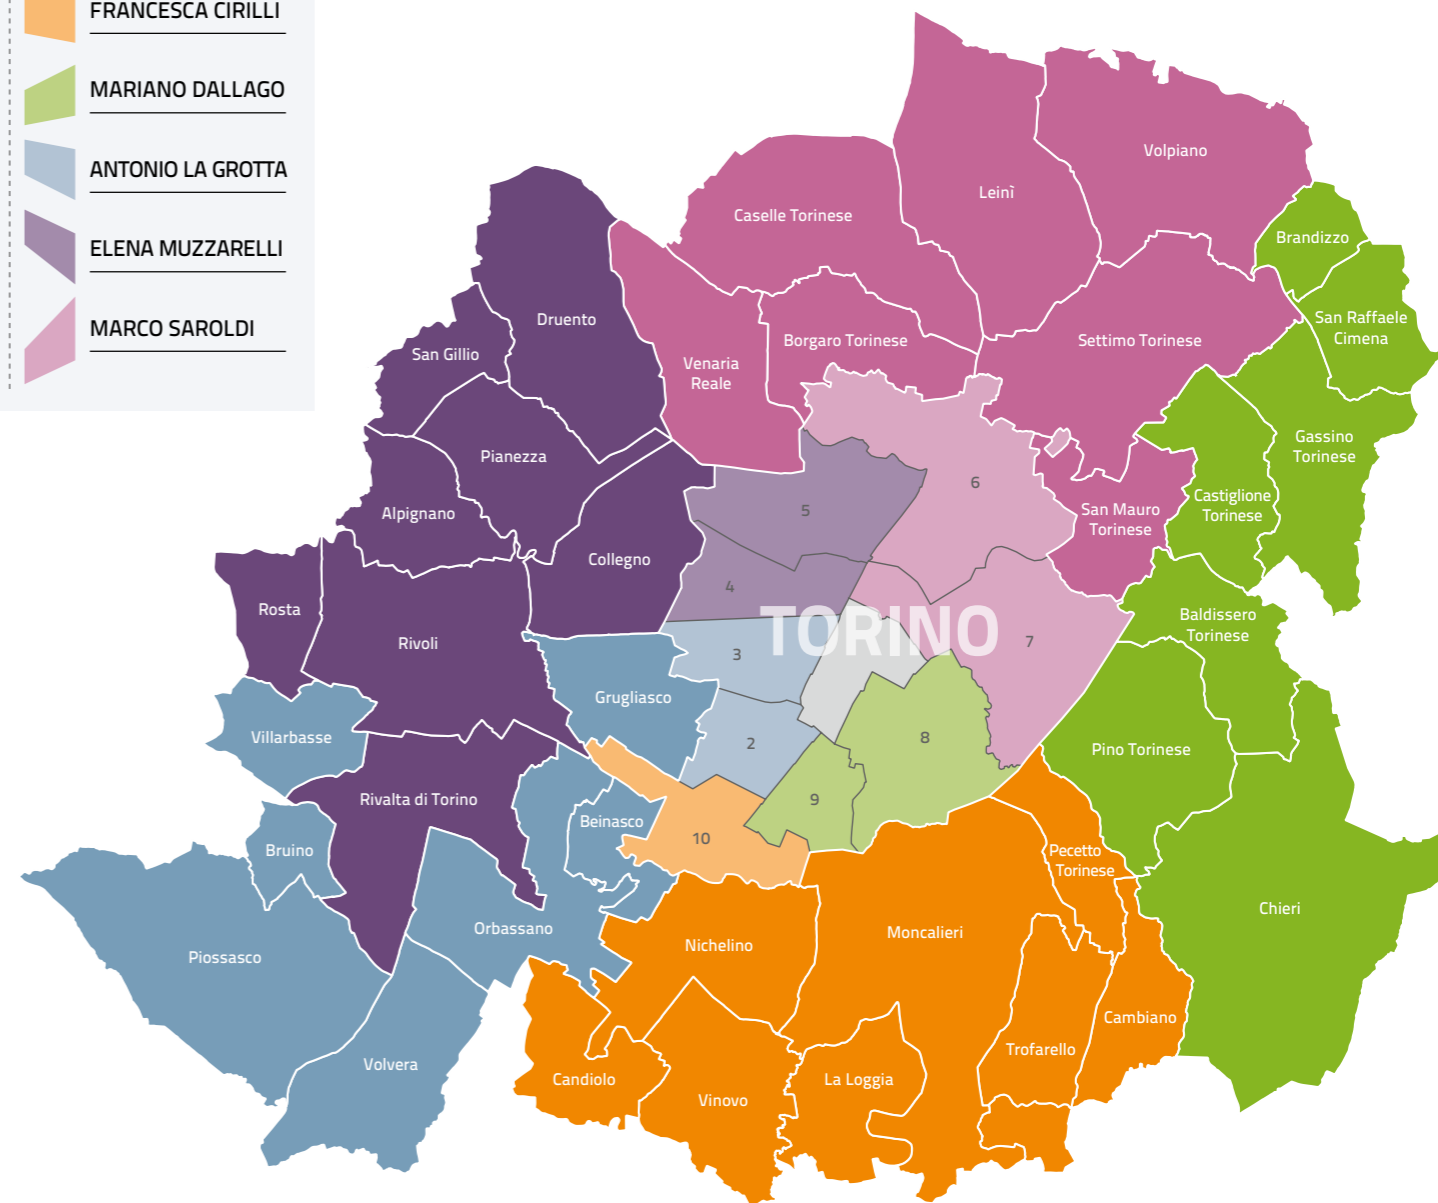 FRANCESCA CIRILLI
MARIANO DALLAGO
ANTONIO LA GROTTA
ELENA MUZZARELLI
MARCO SAROLDI
Volpiano
Leinì
Caselle Torinese
Brandizzo
Druento
San Raffaele
Cimena
Borgaro Torinese
Settimo Torinese
San Gillio
Venaria
Reale
Gassino
Torinese
Pianezza
6
Castiglione
Torinese
5
Alpignano
San Mauro
Torinese
Collegno
4
Rosta
Baldissero
Torinese
TORINO
Rivoli
7
3
Grugliasco
Villarbasse
2
8
Pino Torinese
Rivalta di Torino
9
Beinasco
10
Bruino
Pecetto
Torinese
Chieri
Orbassano
Moncalieri
Nichelino
Piossasco
Cambiano
Trofarello
Volvera
Candiolo
La Loggia
Vinovo